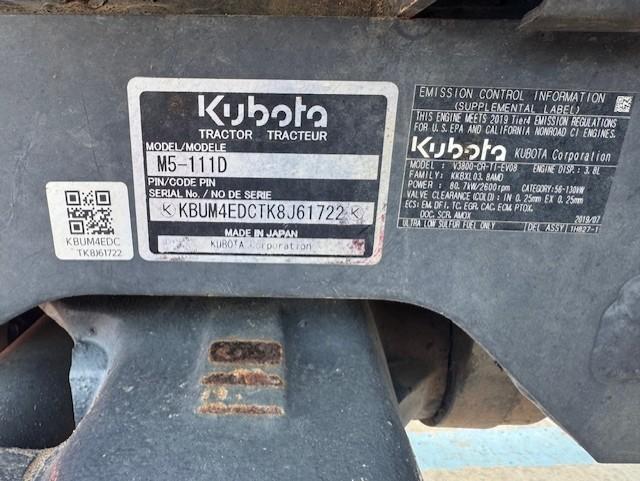 Kubota
TRACTOR TRACTEUR
MODEL/MODELE
M5-111D
PIN/CODE PIN
SERIAL No. / NO DE SERIE
KBUM4EDCTK8J61722
MADE IN JAPAN
KUBOTA Corporation
KBUM4EDC
TK8J61722
EMISSION CONTROL INFORMATION
(SUPPLEMENTAL LABEL)
THIS ENGINE MEETS 2019 Tier4 EMISSION REGULATIONS
FOR U.S. EPA AND CALIFORNIA NONROAD CI ENGINES.
Kubota KUBOTA Corporation
MODEL : V3800-CR-TI-EV08 ENGINE DISP.: 3.8L
FAMILY: KKBXL03.8AMD
POWER : 80.7kW/2600rpm CATEGORY:56-130kW
VALVE CLEARANCE (COLD) : IN 0.25mm EX 0.25mm
ECS: EM, DFI, TC, EGR, CAC, ECM, PTOX,
DOC, SCR, AMOX 2019/07
ULTRA LOW SULFUR FUEL ONLY DEL ASSY 1H827-1